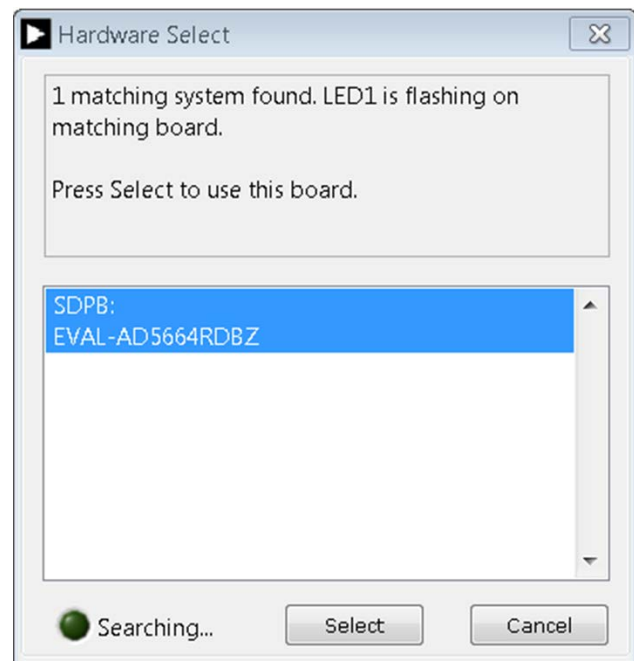 Hardware Select
1 matching system found. LED1 is flashing on
matching board.
Press Select to use this board.
SDPB:
EVAL-AD5664RDBZ
Searching...
Select
Cancel